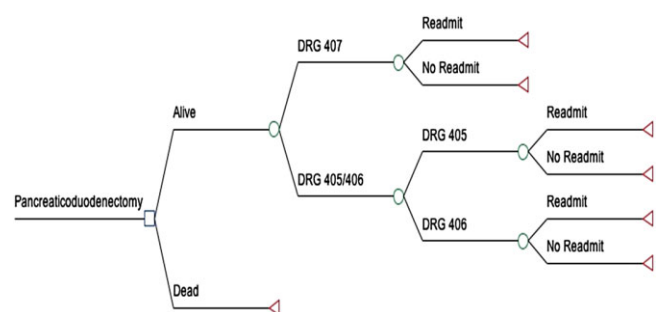 Readmit
DRG 407
No Readmit
Alive
Readmit
DRG 405
No Readmit
DRG 405/406
Pancreaticoduodenectomy
Readmit
DRG 406
No Readmit
Dead